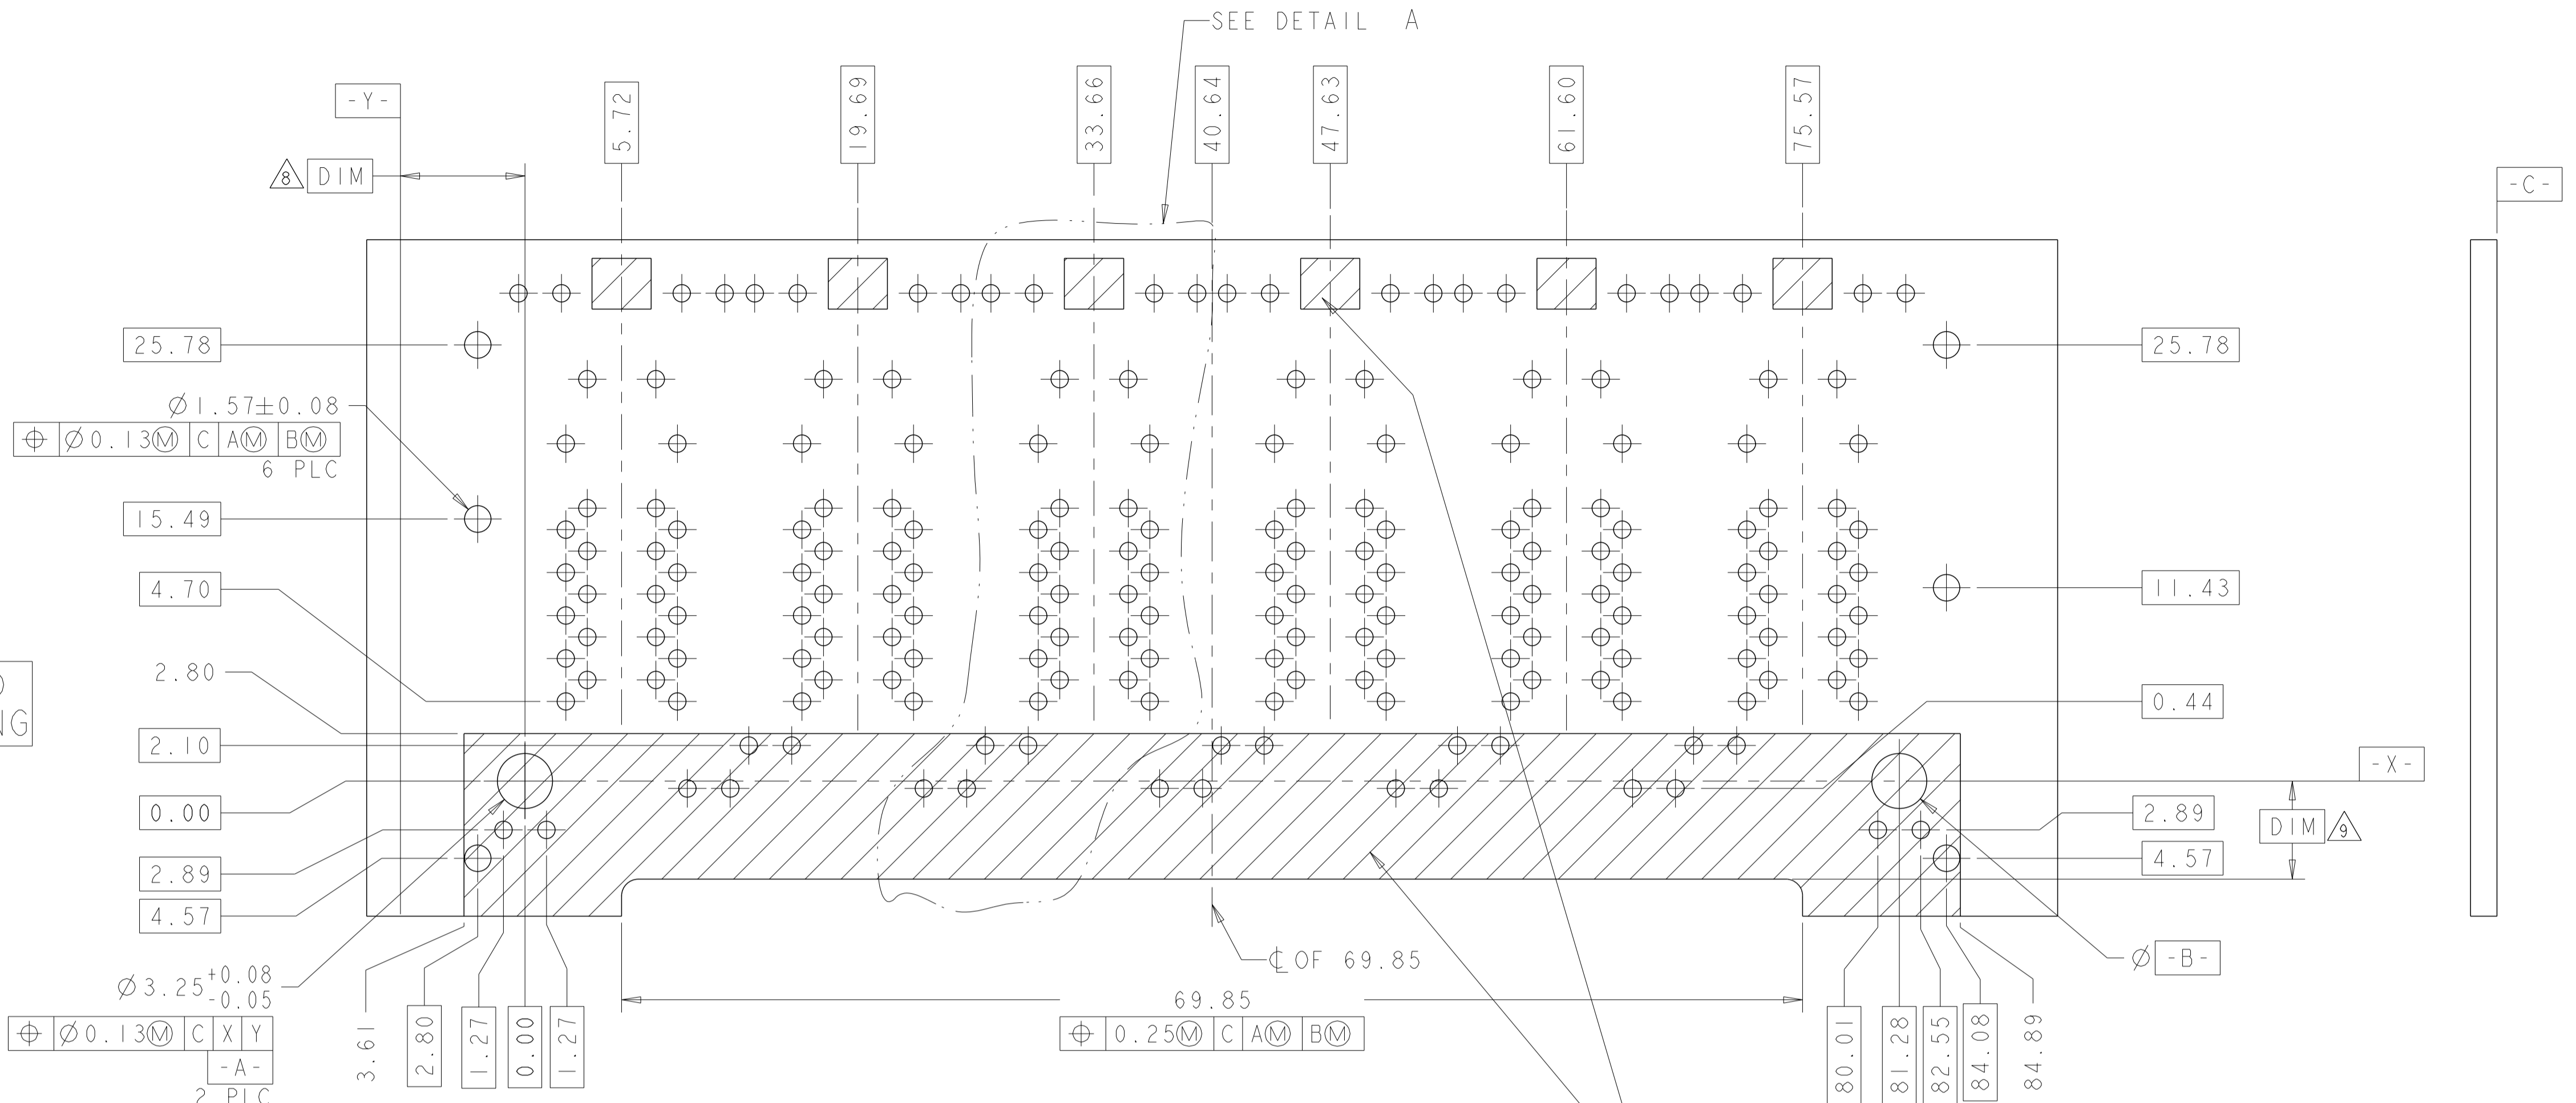 SEE DETAIL A
-Y-
5.72
19.69
33.66
40.64
47.63
61.60
75.57
8 DIM
-C-
25.78
25.78
Ø1.57±0.08
⌖ Ø0.13Ⓜ C AⓂ BⓂ
6 PLC
15.49
4.70
11.43
2.80
NG
0.44
2.10
-X-
0.00
2.89
DIM 9
2.89
4.57
4.57
℄ OF 69.85
Ø -B-
Ø3.25 +0.08
-0.05
69.85
⌖ Ø0.13Ⓜ C X Y
⌖ 0.25Ⓜ C AⓂ BⓂ
-A-
2 PLC
3.61
2.80
1.27
0.00
1.27
80.01
81.28
82.55
84.08
84.89